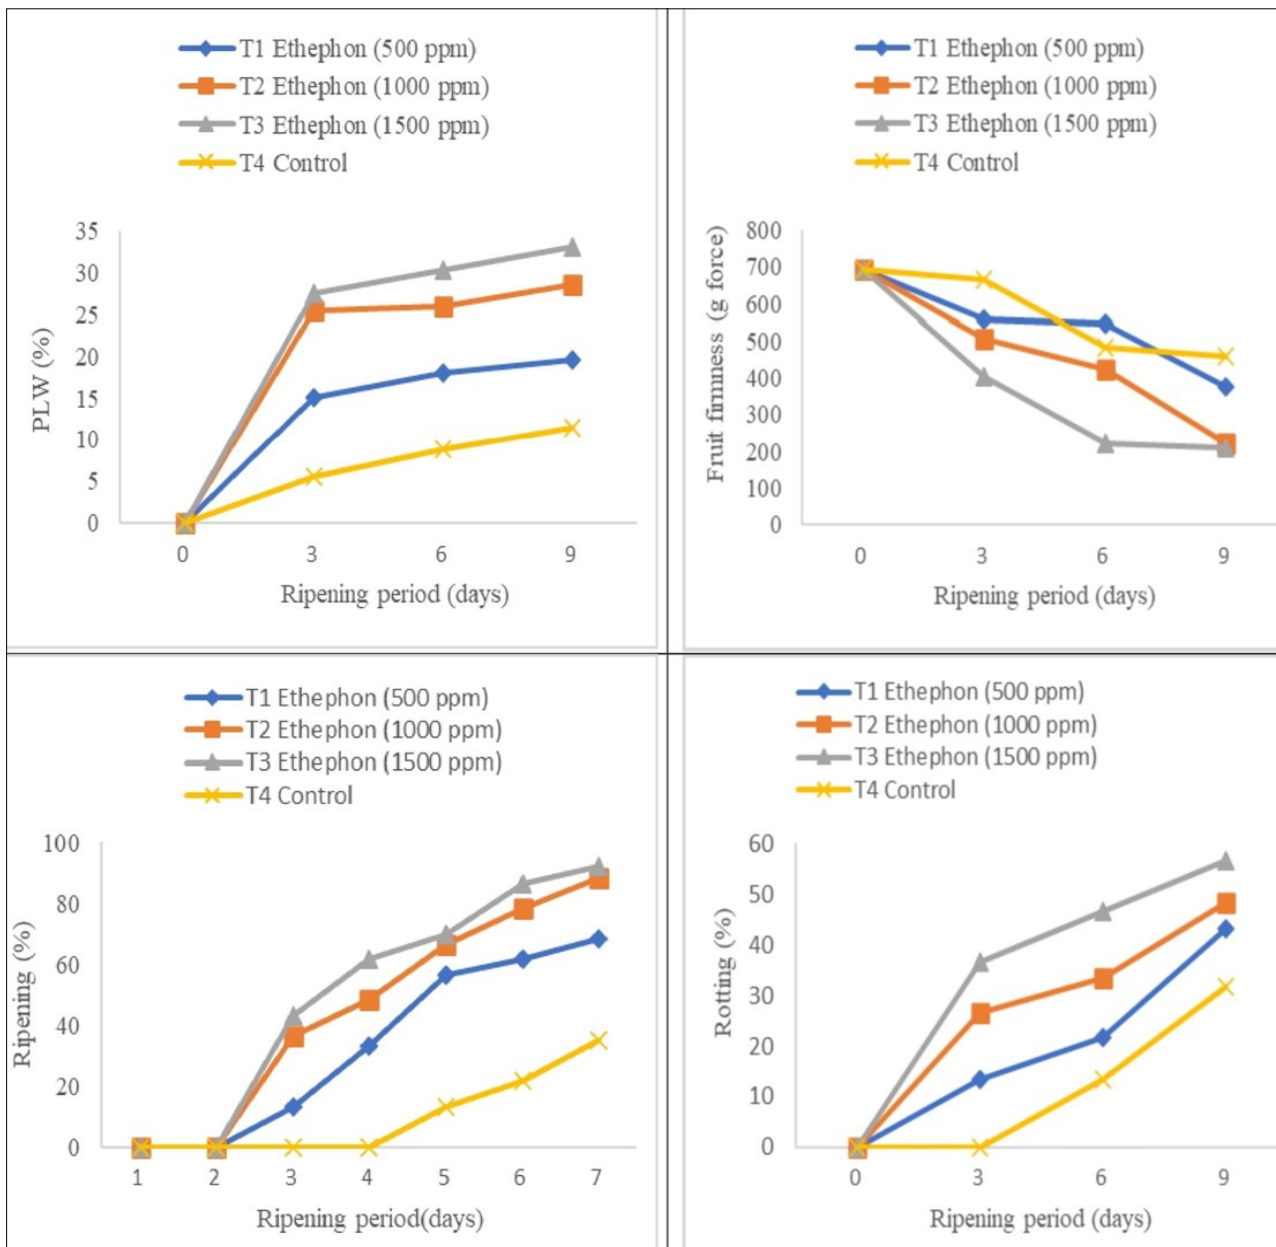 T1 Ethephon (500 ppm)
T2 Ethephon (1000 ppm)
T3 Ethephon (1500 ppm)
T4 Control
PLW (%)
35
30
25
20
15
10
5
0
0 3 6 9
Ripening period (days)
T1 Ethephon (500 ppm)
T2 Ethephon (1000 ppm)
T3 Ethephon (1500 ppm)
T4 Control
Fruit firmness (g force)
800
700
600
500
400
300
200
100
0
0 3 6 9
Ripening period (days)
T1 Ethephon (500 ppm)
T2 Ethephon (1000 ppm)
T3 Ethephon (1500 ppm)
T4 Control
Ripening (%)
100
80
60
40
20
0
1 2 3 4 5 6 7
Ripening period(days)
T1 Ethephon (500 ppm)
T2 Ethephon (1000 ppm)
T3 Ethephon (1500 ppm)
T4 Control
Rotting (%)
60
50
40
30
20
10
0
0 3 6 9
Ripening period (days)